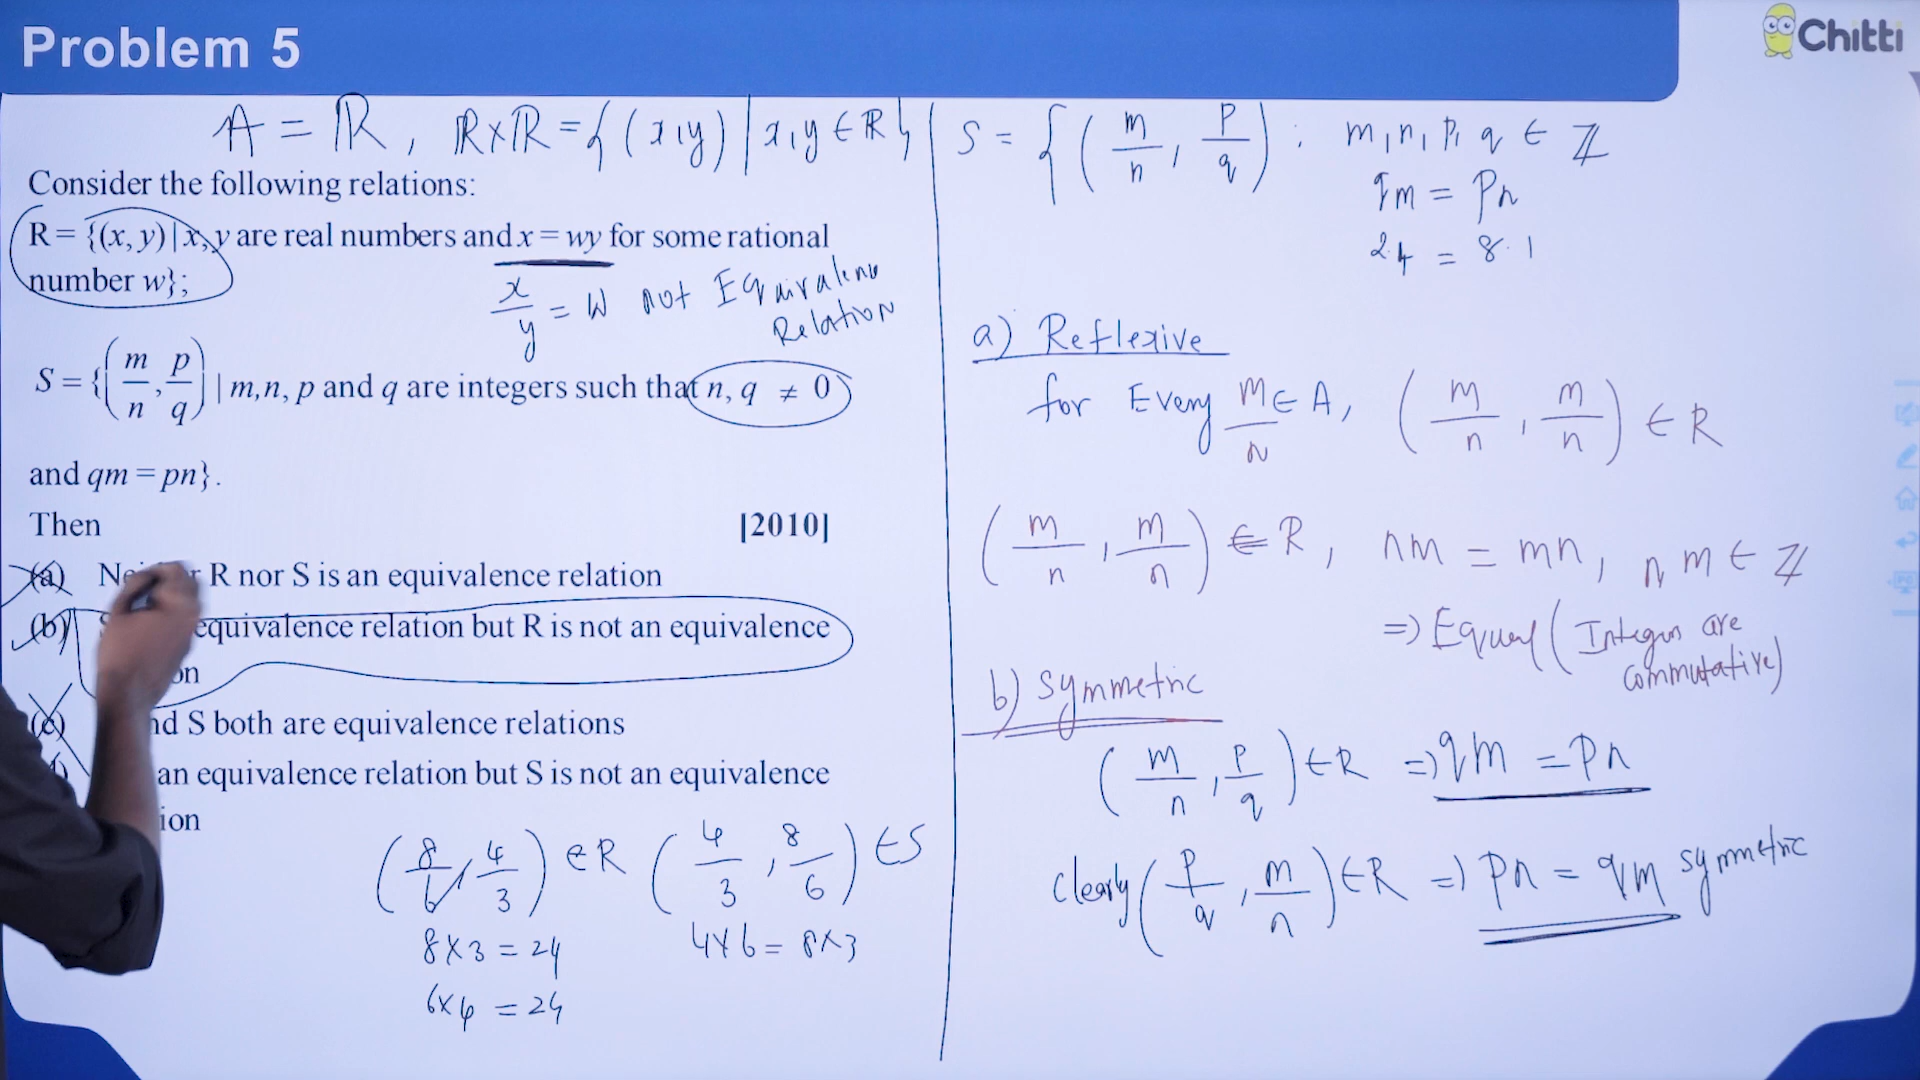 Problem 5
Chitti
A = ℝ, ℝ×ℝ = {(x,y) | x,y ∈ ℝ}
Consider the following relations:
R = {(x, y) | x, y are real numbers and x = wy for some rational
number w};
x/y = W not Equivalence
Relation
S = {(m/n, p/q) | m,n, p and q are integers such that n, q ≠ 0
and qm = pn}.
Then [2010]
(a) R nor S is an equivalence relation
(b) equivalence relation but R is not an equivalence
on
(c) nd S both are equivalence relations
an equivalence relation but S is not an equivalence
ion
(8/6, 4/3) ∈ R (4/3, 8/6) ∈ S
8×3 = 24 4×6 = 8×3
6×4 = 24
S = {(m/n, p/q) : m, n, p, q ∈ ℤ
qm = pn
24 = 8.1
a) Reflexive
for Every m/n ∈ A, (m/n, m/n) ∈ R
(m/n, m/n) ∈ R, nm = mn, n, m ∈ ℤ
=> Equal (Integers are
commutative)
b) Symmetric
(m/n, p/q) ∈ R => qm = pn
clearly (p/q, m/n) ∈ R => pn = qm symmetric